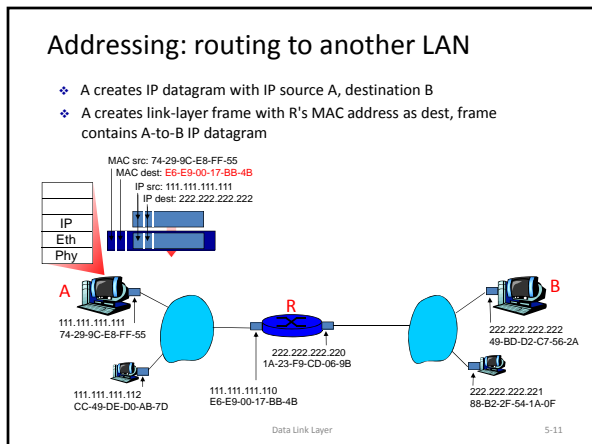 Addressing: routing to another LAN
❖ A creates IP datagram with IP source A, destination B
❖ A creates link-layer frame with R's MAC address as dest, frame
contains A-to-B IP datagram
MAC src: 74-29-9C-E8-FF-55
MAC dest: E6-E9-00-17-BB-4B
IP src: 111.111.111.111
IP dest: 222.222.222.222
IP
Eth
Phy
A
R
B
111.111.111.111
74-29-9C-E8-FF-55
222.222.222.222
49-BD-D2-C7-56-2A
222.222.222.220
1A-23-F9-CD-06-9B
111.111.111.112
CC-49-DE-D0-AB-7D
111.111.111.110
E6-E9-00-17-BB-4B
222.222.222.221
88-B2-2F-54-1A-0F
Data Link Layer
5-11